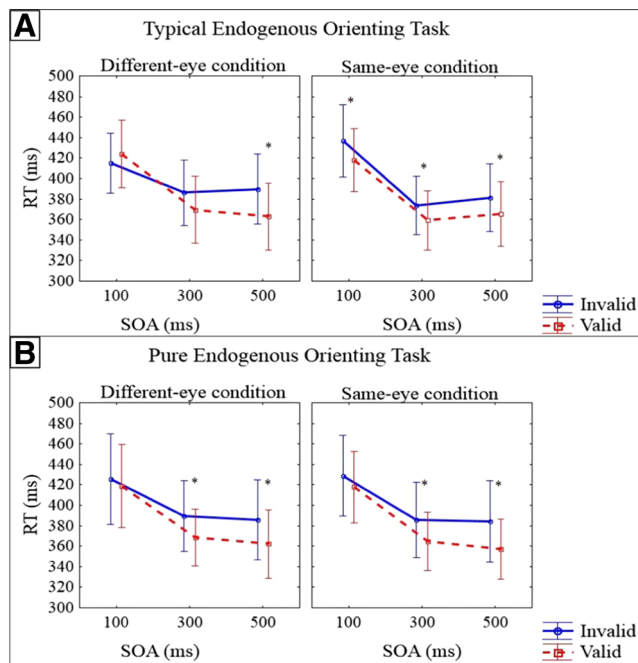 A
Typical Endogenous Orienting Task
Different-eye condition
Same-eye condition
500
480
460
440
420
400
380
360
340
320
300
RT (ms)
*
* * *
100 300 500
100 300 500
SOA (ms)
SOA (ms)
Invalid
Valid
B
Pure Endogenous Orienting Task
Different-eye condition
Same-eye condition
500
480
460
440
420
400
380
360
340
320
300
RT (ms)
* *
* *
100 300 500
100 300 500
SOA (ms)
SOA (ms)
Invalid
Valid